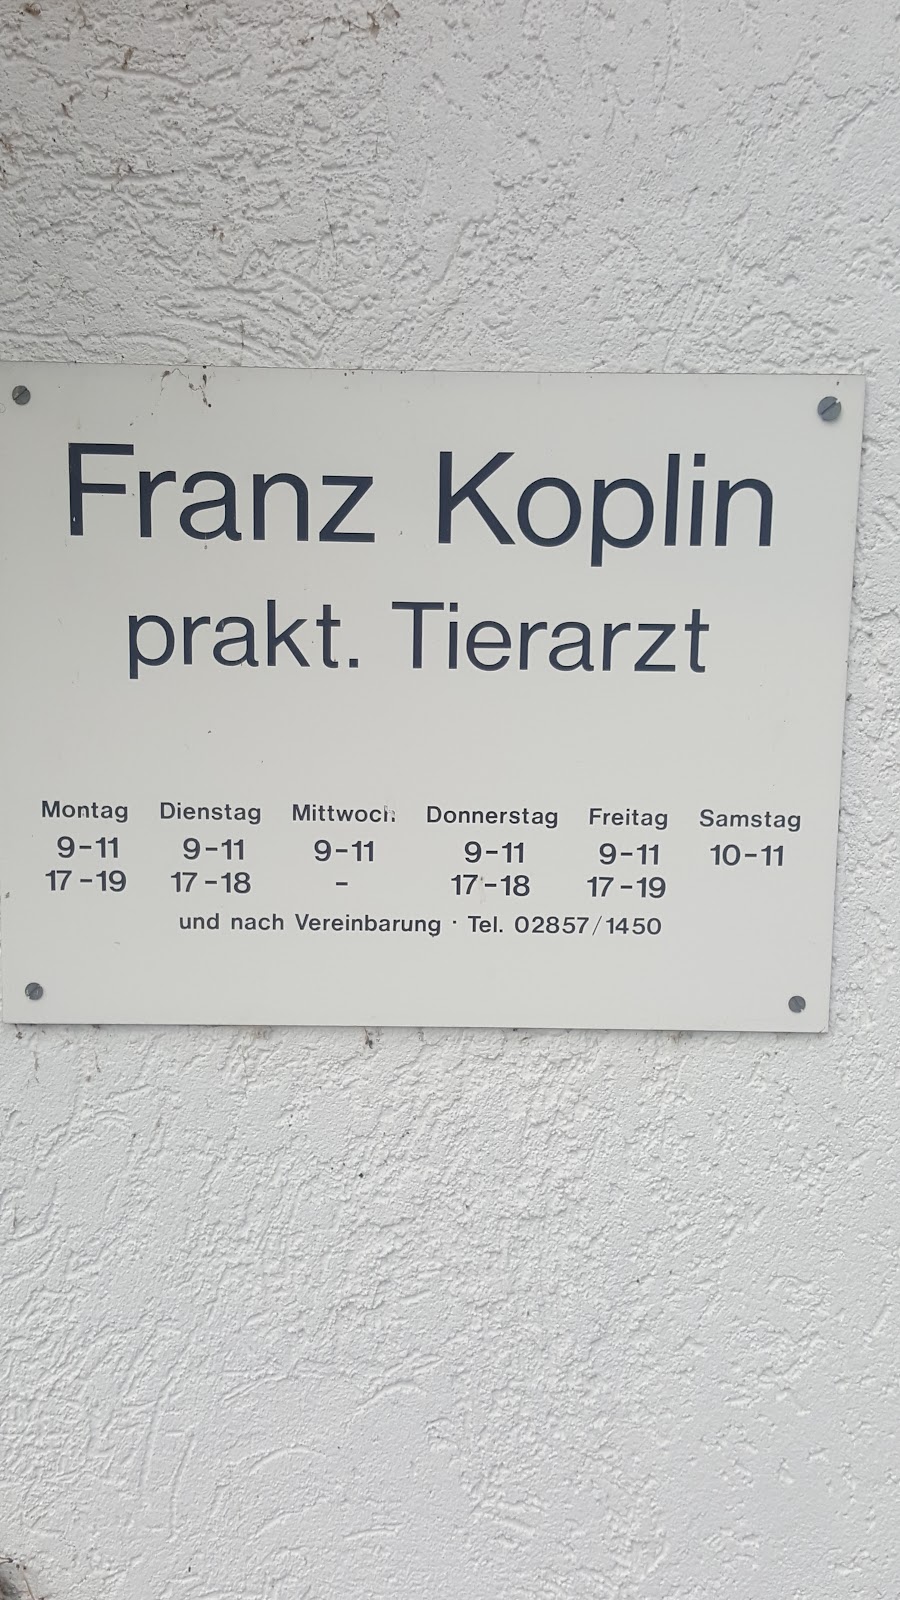 Franz Koplin
prakt. Tierarzt
Montag Dienstag Mittwoch Donnerstag Freitag Samstag
9-11 9-11 9-11 9-11 9-11 10-11
17-19 17-18 - 17-18 17-19
und nach Vereinbarung · Tel. 02857/1450